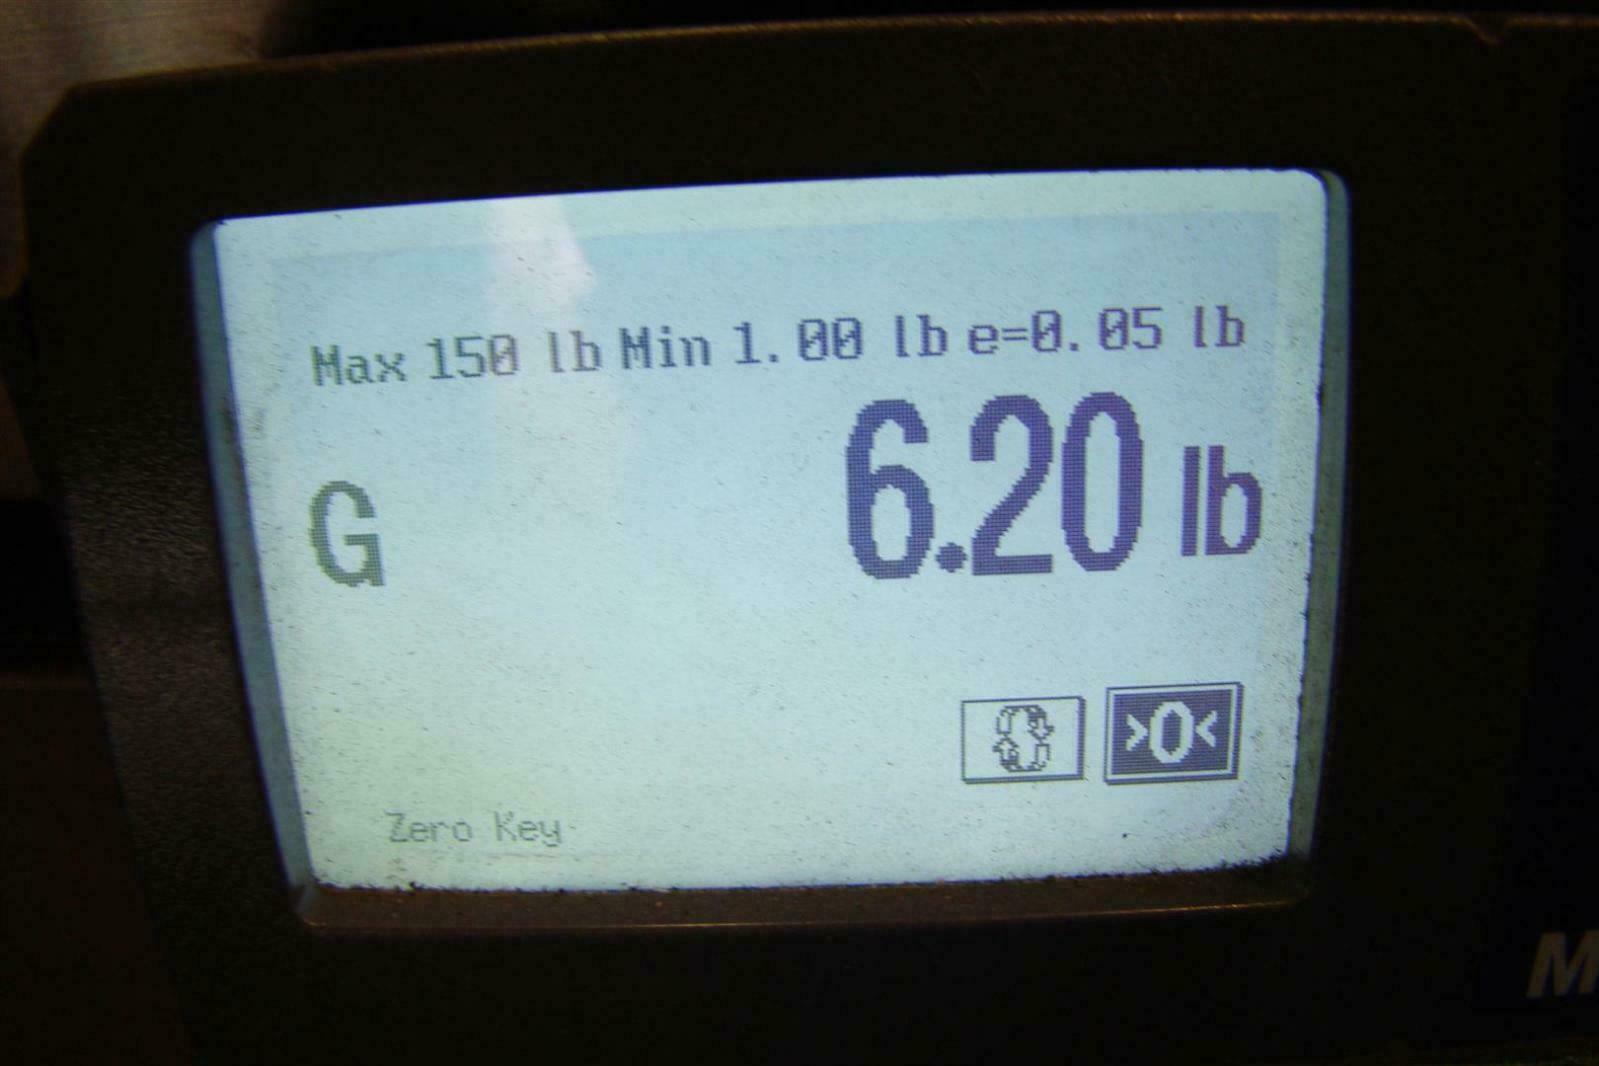 Max 150 lb Min 1.00 lb e=0.05 lb
G 6.20 lb
>0<
Zero Key
M